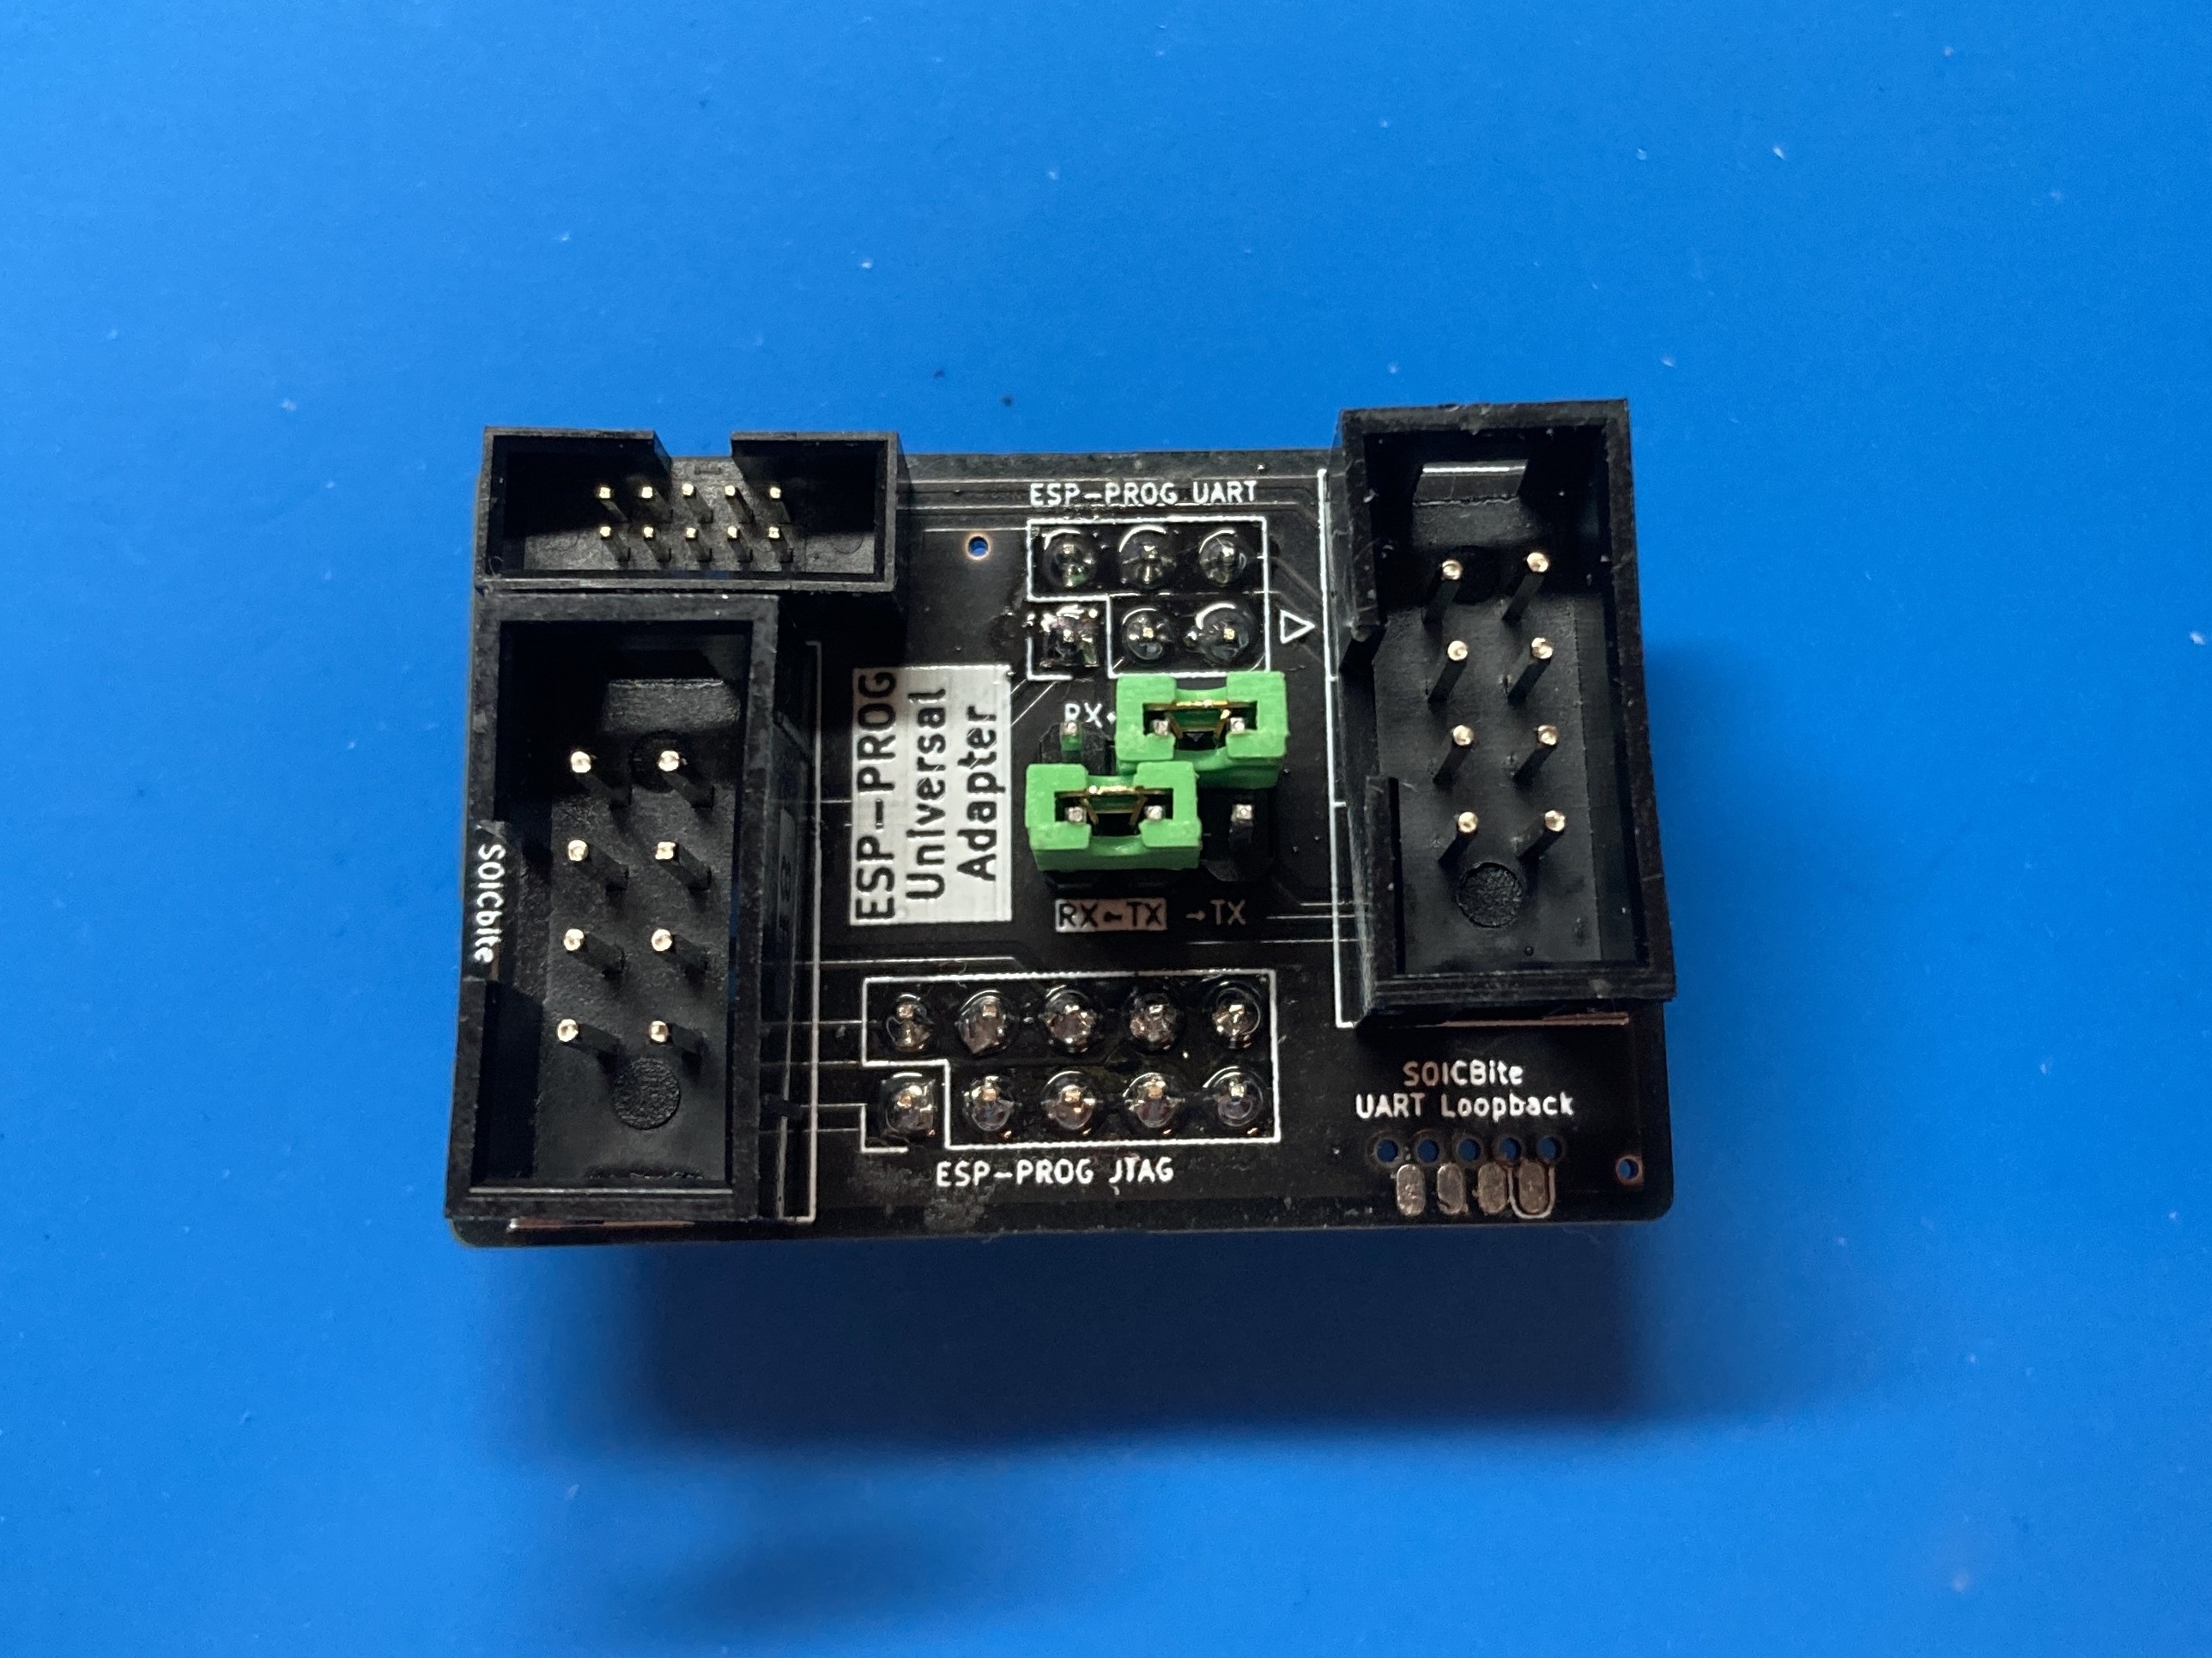 ESP-PROG UART
ESP-PROG
Universal
Adapter
RX←
RX←TX →TX
SOICbite
SOICBite
UART Loopback
ESP-PROG JTAG